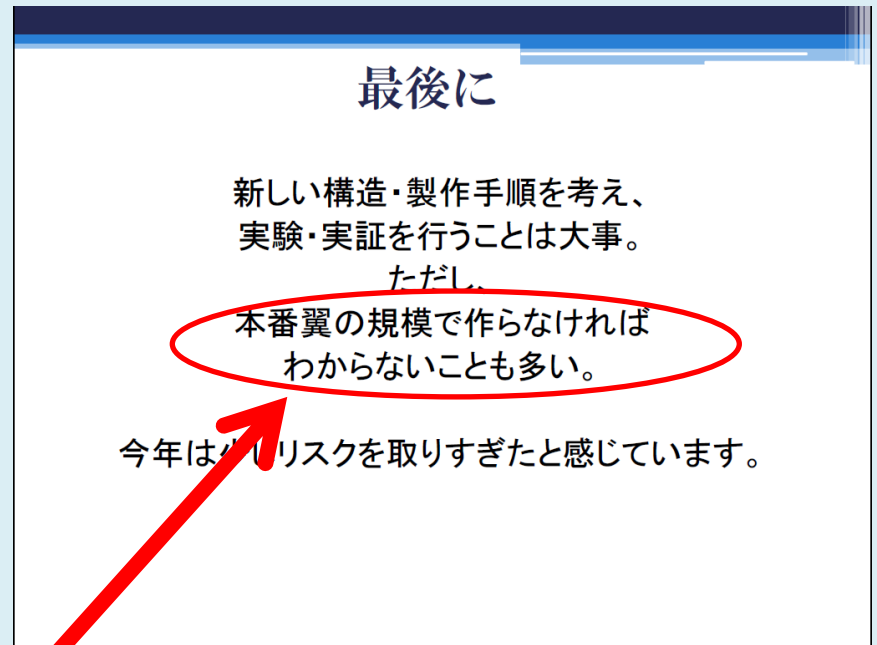 最後に
新しい構造・製作手順を考え、
実験・実証を行うことは大事。
ただし、
本番翼の規模で作らなければ
わからないことも多い。
今年は少しリスクを取りすぎたと感じています。